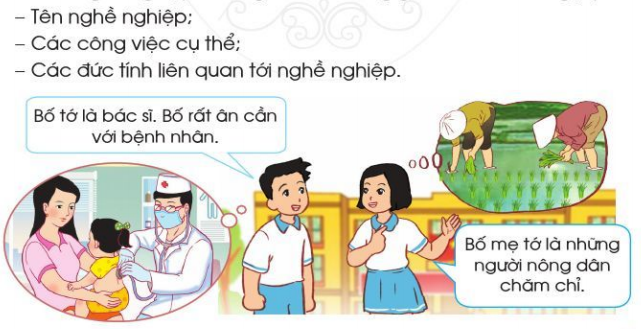 – Tên nghề nghiệp;
– Các công việc cụ thể;
– Các đức tính liên quan tới nghề nghiệp.
Bố tớ là bác sĩ. Bố rất ân cần
với bệnh nhân.
Bố mẹ tớ là những
người nông dân
chăm chỉ.